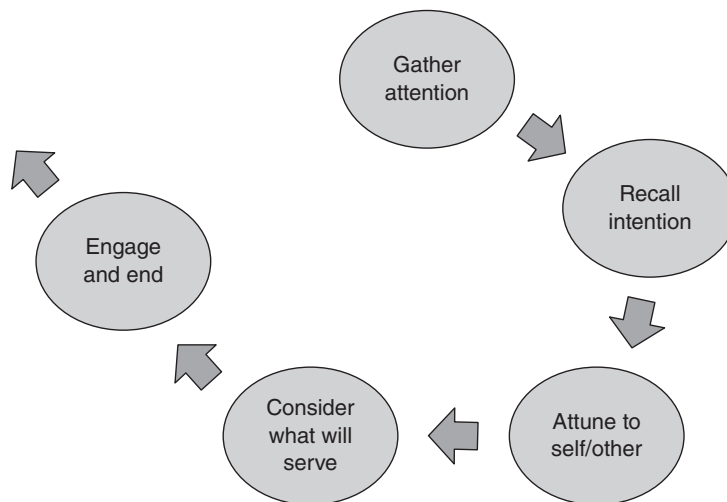 Gather
attention
Recall
intention
Attune to
self/other
Consider
what will
serve
Engage
and end